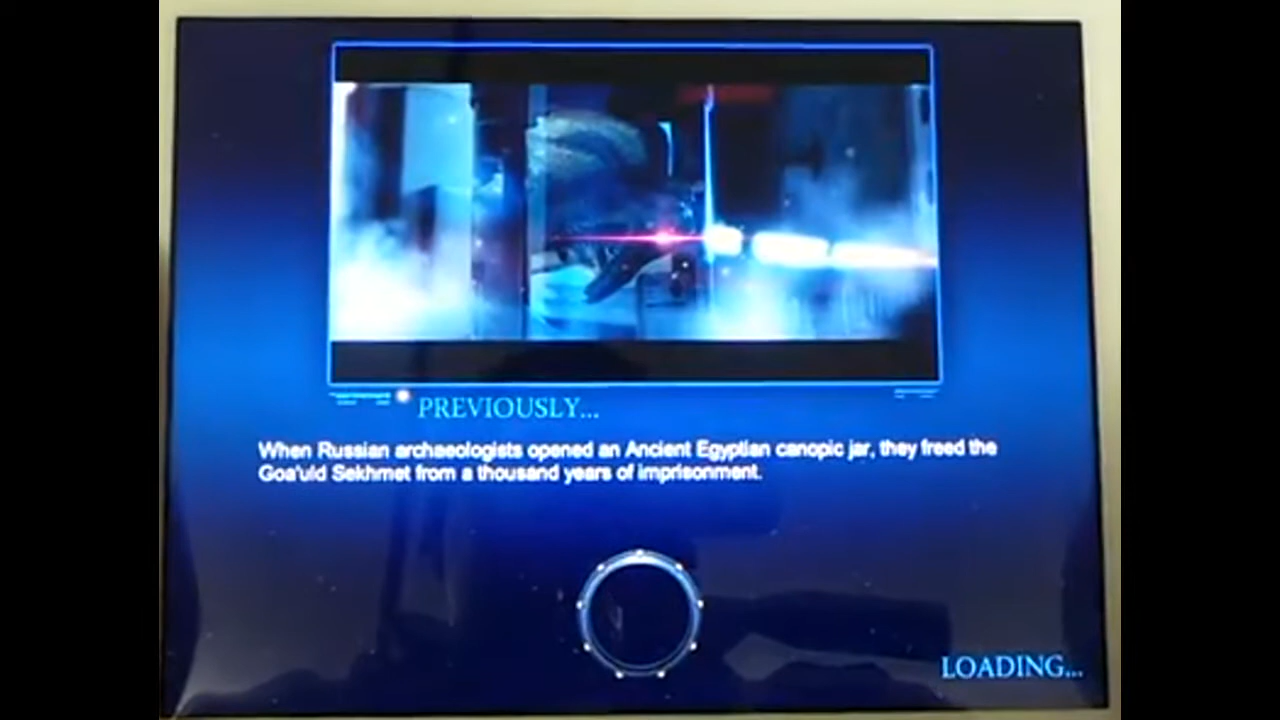 PREVIOUSLY...
When Russian archaeologists opened an Ancient Egyptian canopic jar, they freed the
Goa'uld Sekhmet from a thousand years of imprisonment.
LOADING...